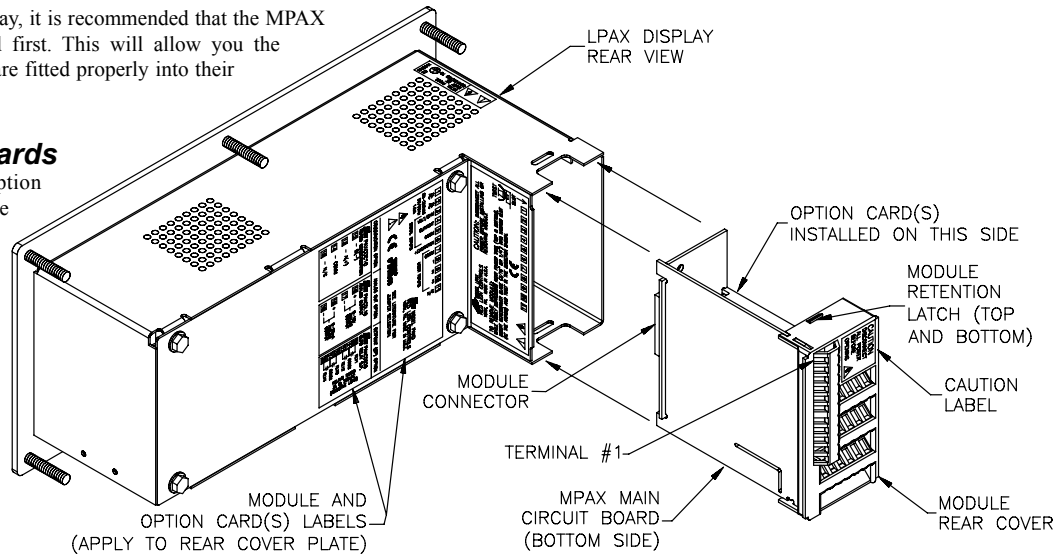 ay, it is recommended that the MPAX
l first. This will allow you the
are fitted properly into their
ards
ption
e
LPAX DISPLAY
REAR VIEW
OPTION CARD(S)
INSTALLED ON THIS SIDE
MODULE
RETENTION
LATCH (TOP
AND BOTTOM)
CAUTION
LABEL
MODULE
CONNECTOR
TERMINAL #1
MODULE AND
OPTION CARD(S) LABELS
(APPLY TO REAR COVER PLATE)
MPAX MAIN
CIRCUIT BOARD
(BOTTOM SIDE)
MODULE
REAR COVER